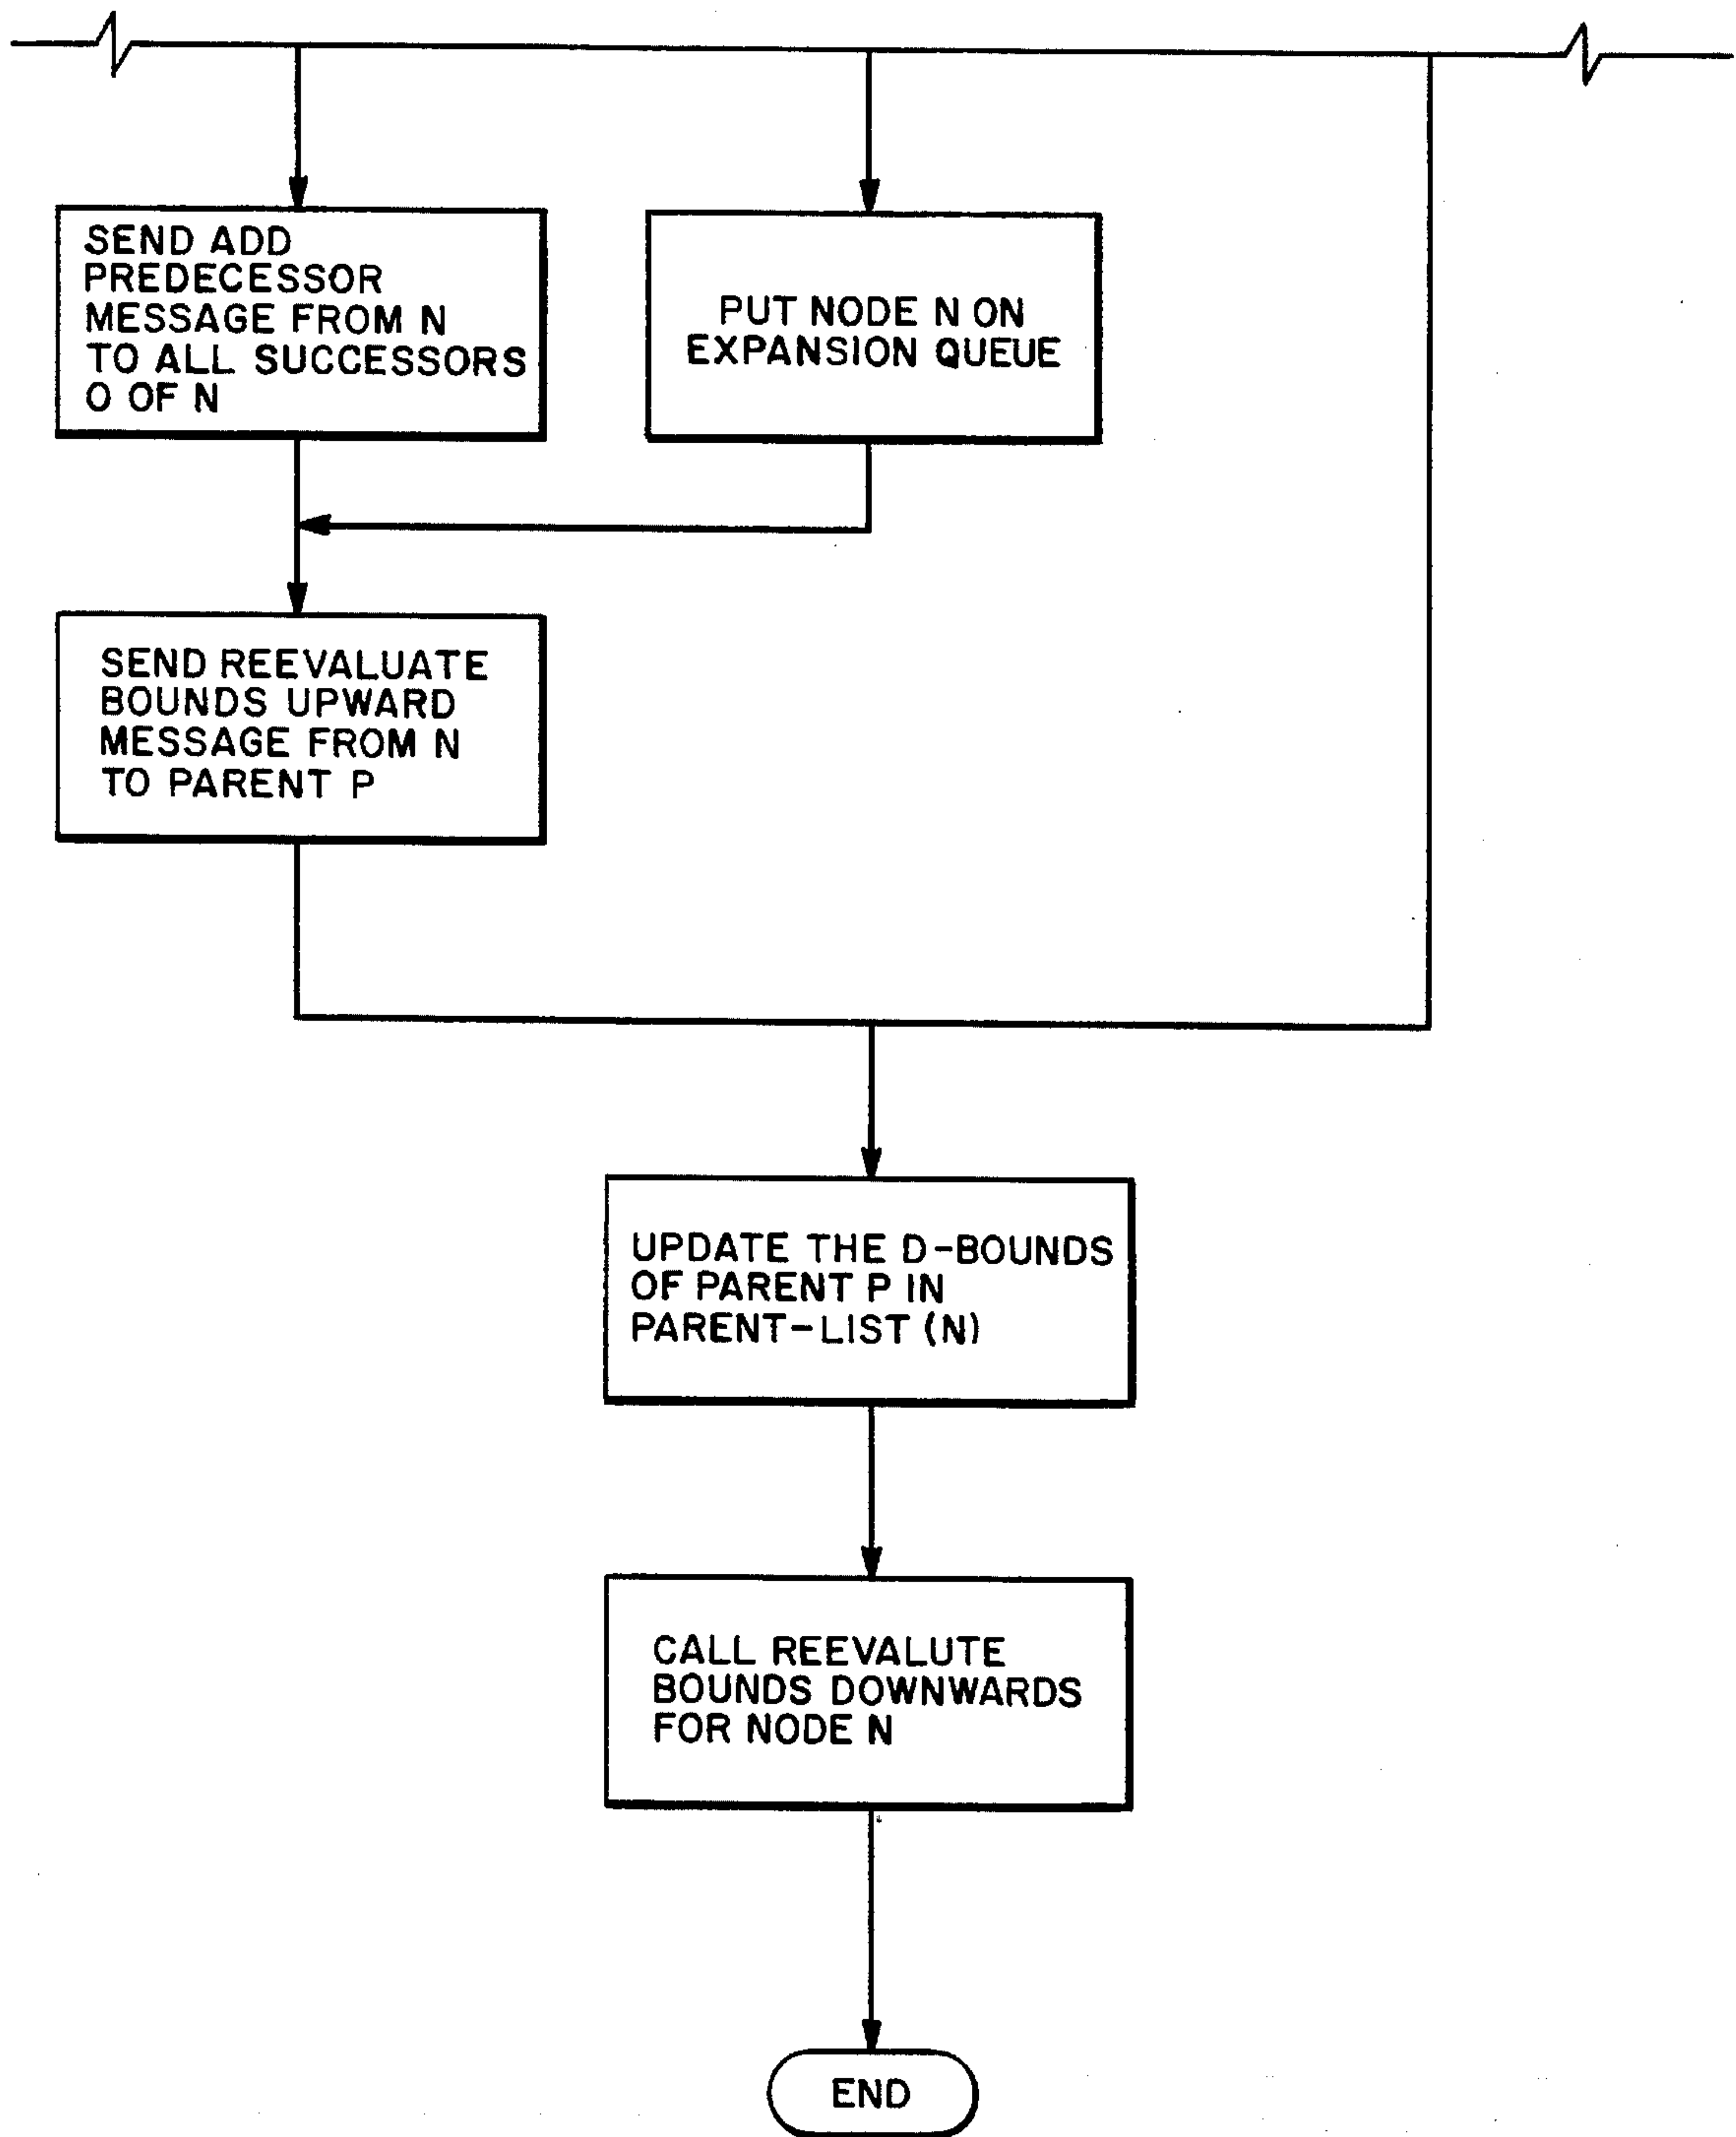 SEND ADD
PREDECESSOR
MESSAGE FROM N
TO ALL SUCCESSORS
O OF N
PUT NODE N ON
EXPANSION QUEUE
SEND REEVALUATE
BOUNDS UPWARD
MESSAGE FROM N
TO PARENT P
UPDATE THE D-BOUNDS
OF PARENT P IN
PARENT-LIST (N)
CALL REEVALUTE
BOUNDS DOWNWARDS
FOR NODE N
END